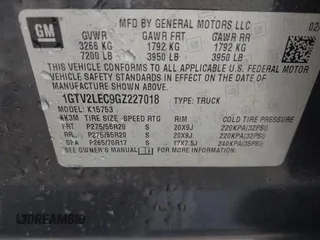 GM
MFD BY GENERAL MOTORS LLC
02/
GVWR GAWR FRT GAWR RR
3266 KG 1792 KG 1792 KG
7200 LB 3950 LB 3950 LB
THIS VEHICLE CONFORMS TO ALL APPLICABLE U.S.
FEDERAL MOTOR VEHICLE SAFETY STANDARDS
IN EFFECT ON THE DATE OF
MANUFACTURE SHOWN ABOVE.
1GTV2LEC9GZ227018 TYPE: TRUCK
K15753
TIRE SIZE SPEED RTG RIM COLD TIRE PRESSURE
FRT P275/55R20 S 20X9J 220KPA(32PSI)
RR P275/55R20 S 20X9J 220KPA(32PSI)
SPA P265/70R17 S 17X7.5J 240KPA(35PSI)
SEE OWNER'S MANUAL FOR ADDITIONAL INFORMATION.
DREAMBID